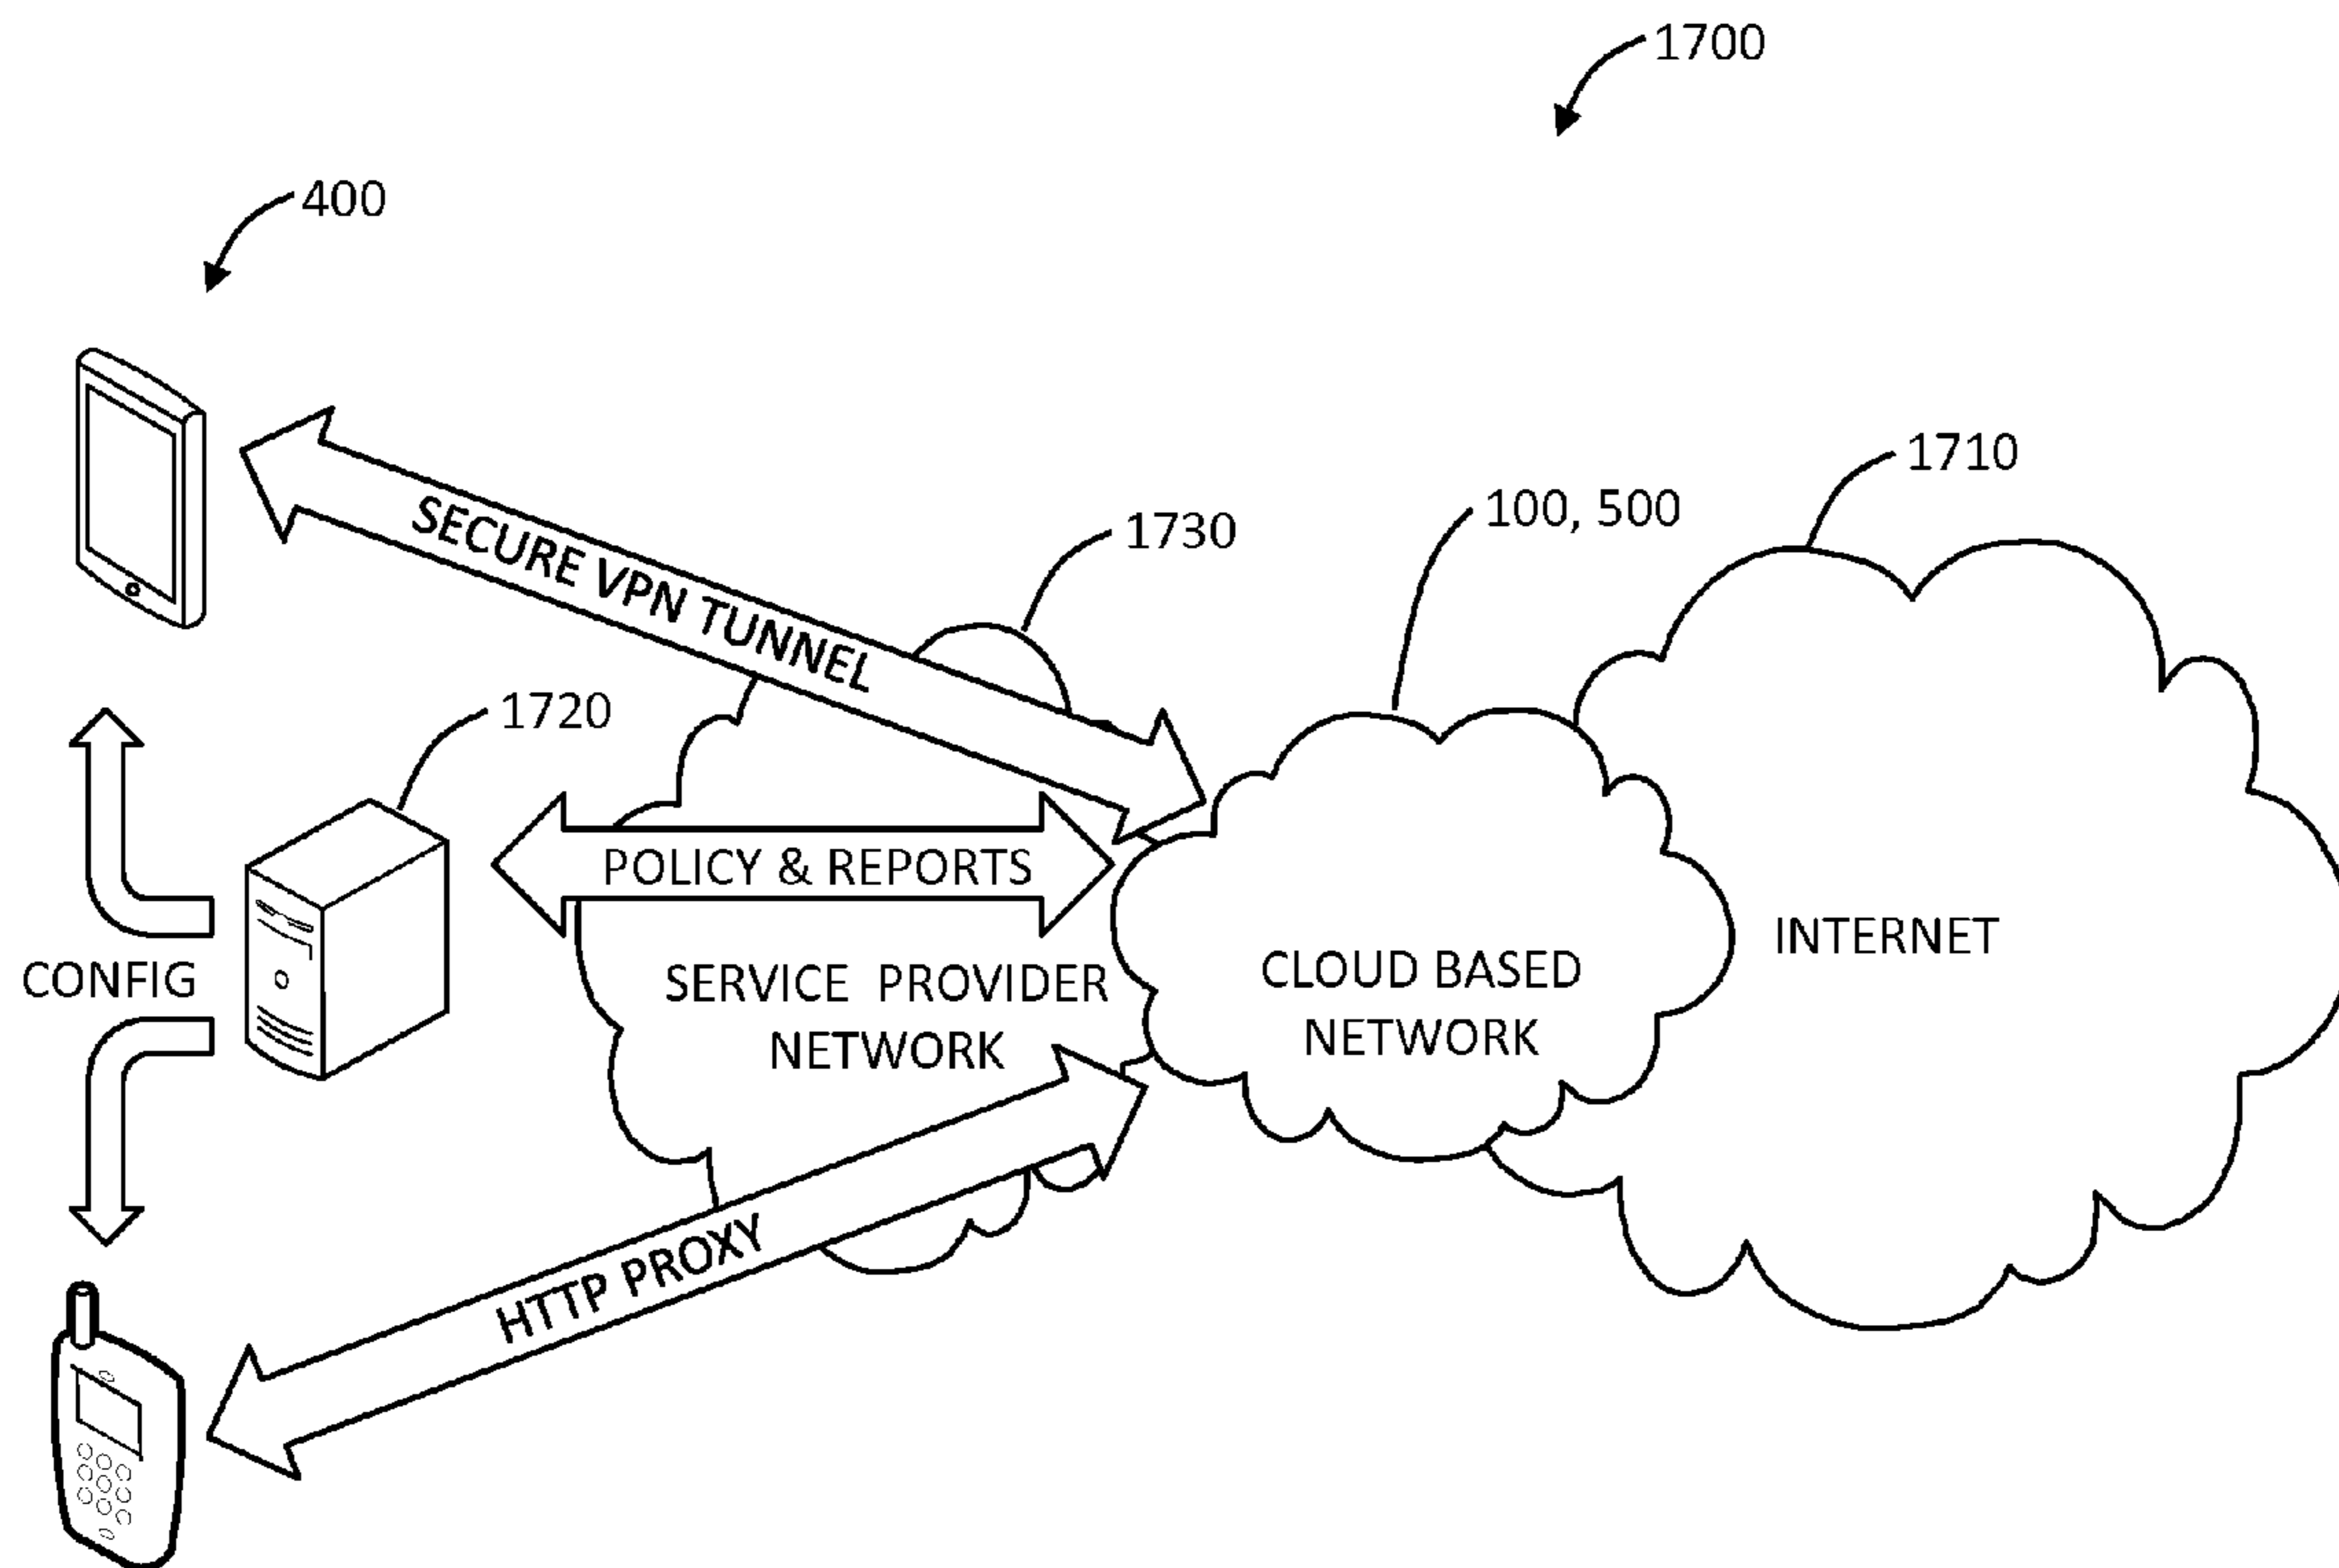 1700
400
1710
100, 500
1730
SECURE VPN TUNNEL
1720
POLICY & REPORTS
INTERNET
CONFIG
SERVICE PROVIDER
NETWORK
CLOUD BASED
NETWORK
HTTP PROXY